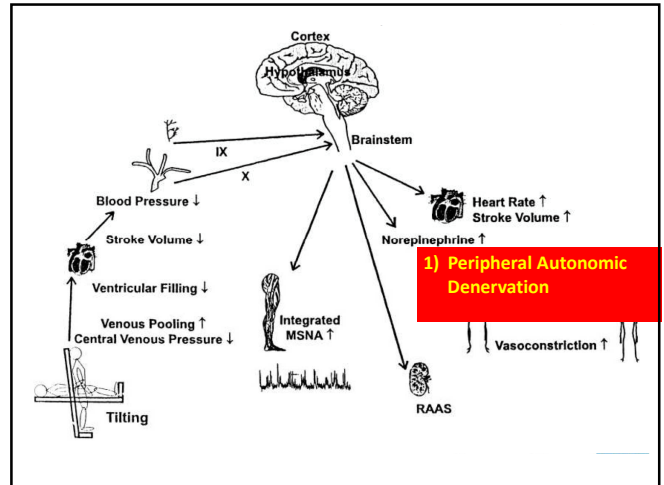 Cortex
Hypothalamus
Brainstem
IX
X
Blood Pressure ↓
Stroke Volume ↓
Ventricular Filling ↓
Venous Pooling ↑
Central Venous Pressure ↓
Tilting
Heart Rate ↑
Stroke Volume ↑
Norepinephrine ↑
1) Peripheral Autonomic
Denervation
Integrated
MSNA ↑
Vasoconstriction ↑
RAAS